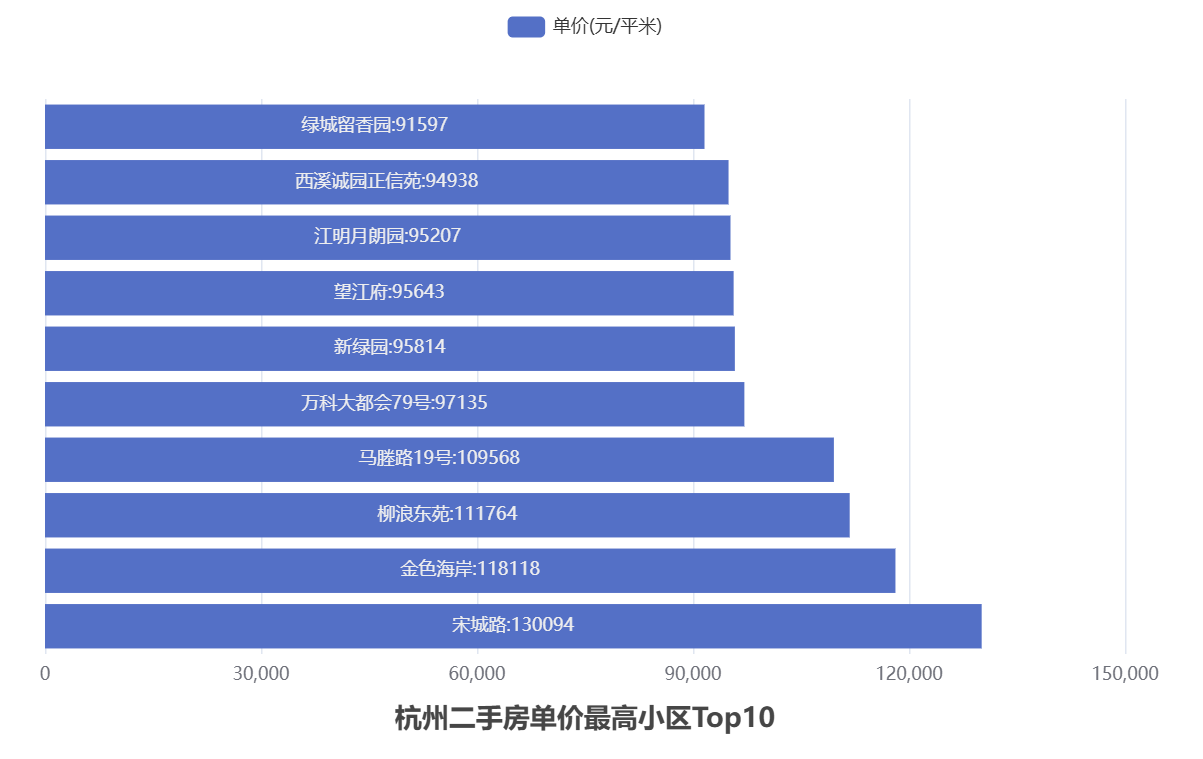 单价(元/平米)
绿城留香园:91597
西溪诚园正信苑:94938
江明月朗园:95207
望江府:95643
新绿园:95814
万科大都会79号:97135
马塍路19号:109568
柳浪东苑:111764
金色海岸:118118
宋城路:130094
0 30,000 60,000 90,000 120,000 150,000
杭州二手房单价最高小区Top10